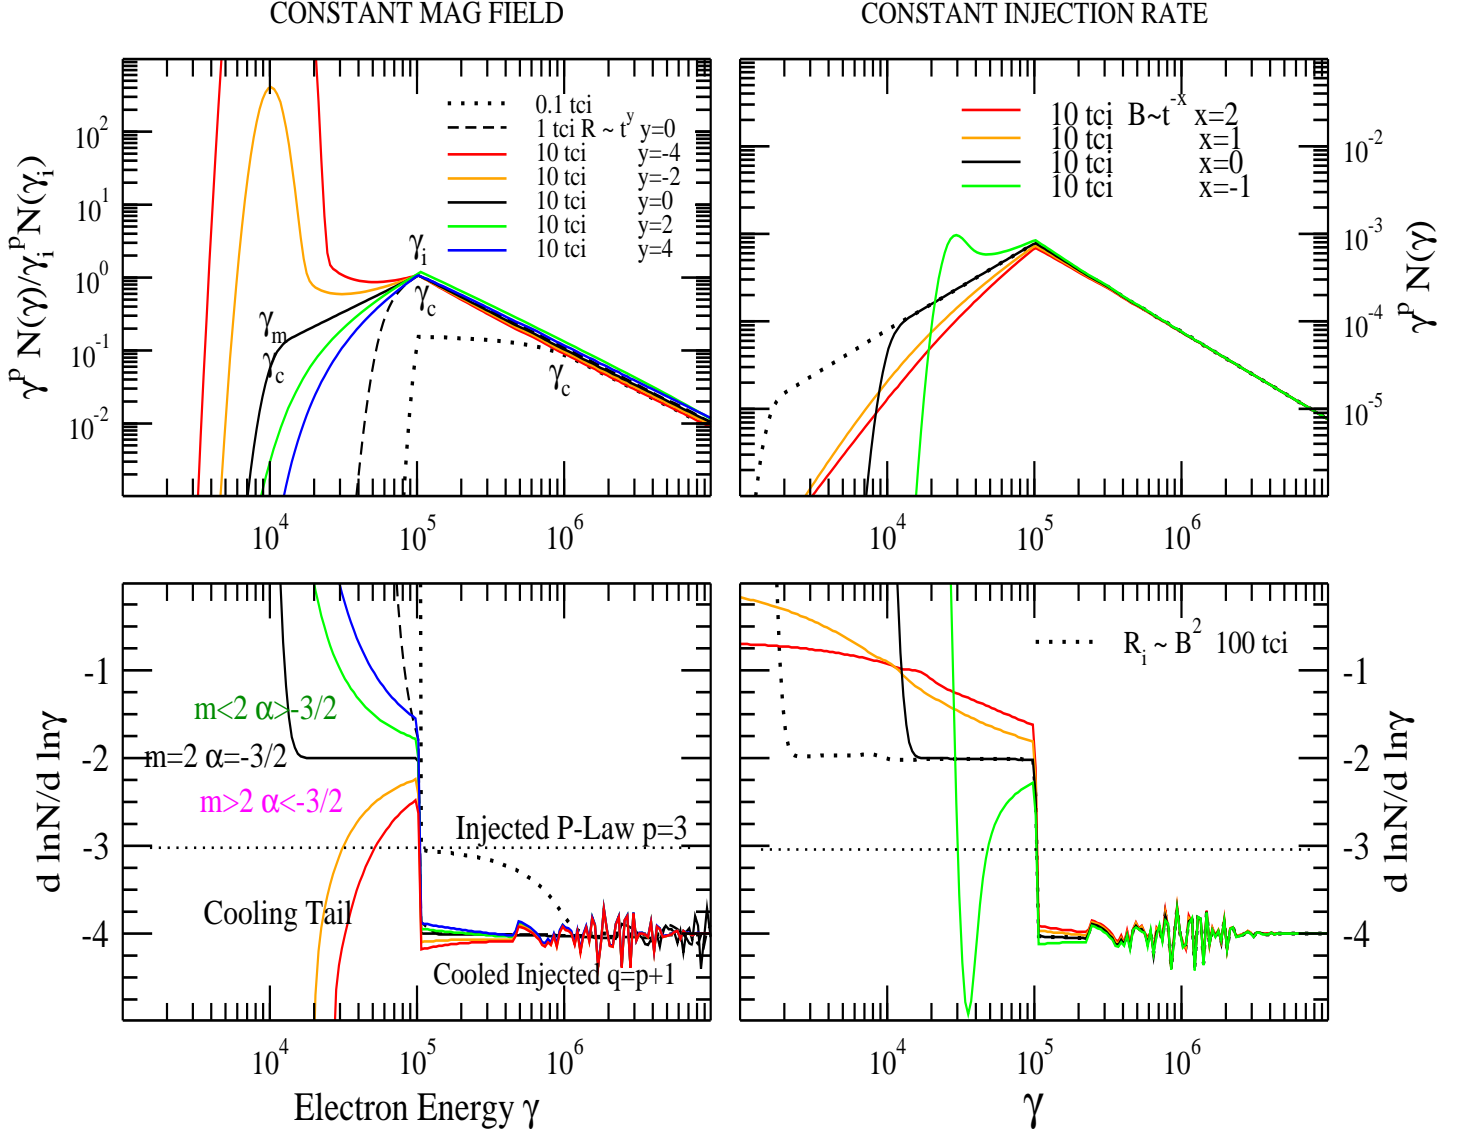 CONSTANT MAG FIELD
CONSTANT INJECTION RATE
γ^P N(γ)/γ_i^P N(γ_i)
10^2
10^1
10^0
10^-1
10^-2
0.1 tci
1 tci R ~ t^y y=0
10 tci y=-4
10 tci y=-2
10 tci y=0
10 tci y=2
10 tci y=4
γ_i
γ_c
γ_m
γ_c
γ_c
10^4 10^5 10^6
10 tci B~t^-x x=2
10 tci x=1
10 tci x=0
10 tci x=-1
10^-2
10^-3
10^-4
10^-5
γ^P N(γ)
10^4 10^5 10^6
d lnN/d lnγ
-1
-2
-3
-4
m<2 α>-3/2
m=2 α=-3/2
m>2 α<-3/2
Injected P-Law p=3
Cooling Tail
Cooled Injected q=p+1
10^4 10^5 10^6
Electron Energy γ
R_i ~ B^2 100 tci
-1
-2
-3
-4
d lnN/d lnγ
10^4 10^5 10^6
γ